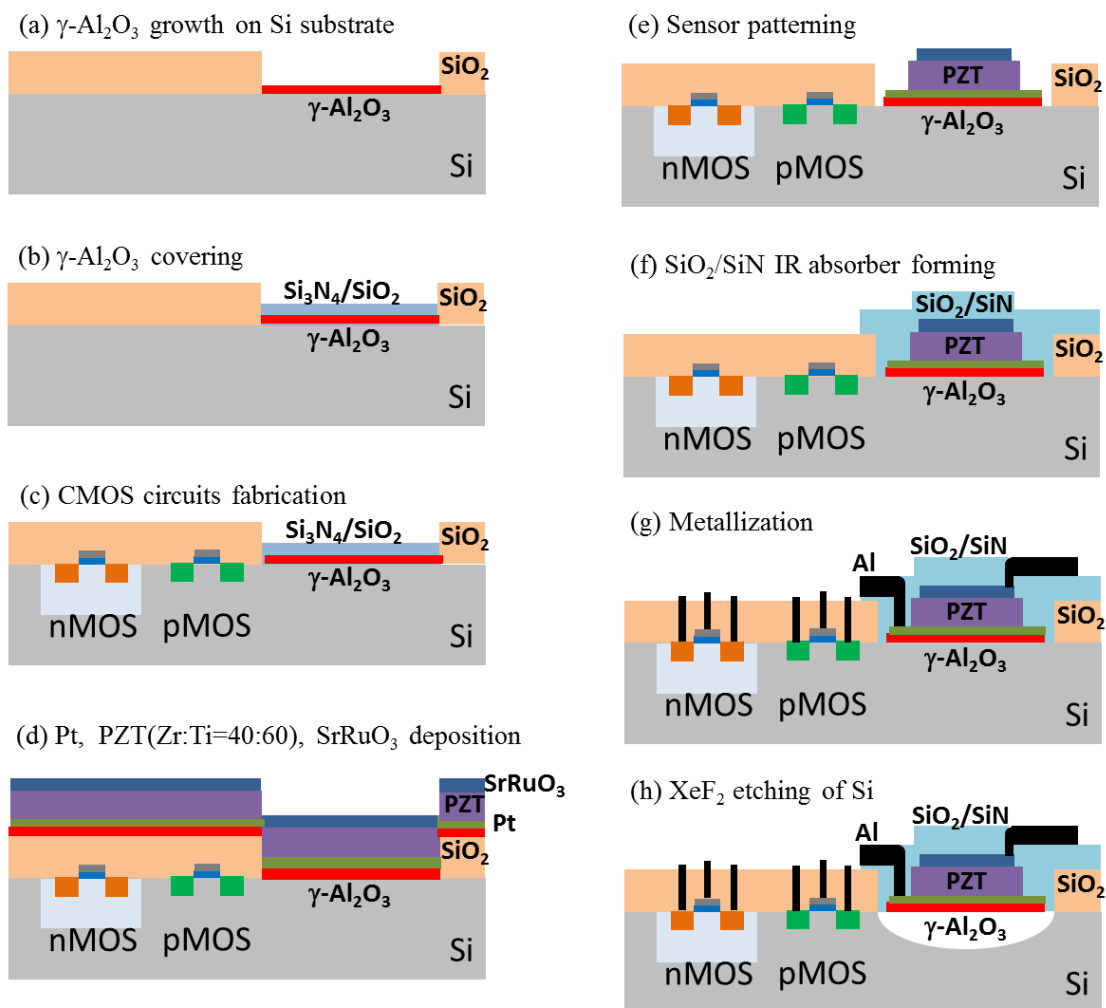 (a) γ-Al₂O₃ growth on Si substrate
SiO₂
γ-Al₂O₃
Si
(b) γ-Al₂O₃ covering
Si₃N₄/SiO₂
SiO₂
γ-Al₂O₃
Si
(c) CMOS circuits fabrication
Si₃N₄/SiO₂
SiO₂
γ-Al₂O₃
nMOS pMOS
Si
(d) Pt, PZT(Zr:Ti=40:60), SrRuO₃ deposition
SrRuO₃
PZT
Pt
SiO₂
γ-Al₂O₃
nMOS pMOS
Si
(e) Sensor patterning
PZT
SiO₂
γ-Al₂O₃
nMOS pMOS
Si
(f) SiO₂/SiN IR absorber forming
SiO₂/SiN
PZT
SiO₂
γ-Al₂O₃
nMOS pMOS
Si
(g) Metallization
Al
SiO₂/SiN
PZT
SiO₂
γ-Al₂O₃
nMOS pMOS
Si
(h) XeF₂ etching of Si
SiO₂/SiN
Al
PZT
SiO₂
γ-Al₂O₃
nMOS pMOS
Si